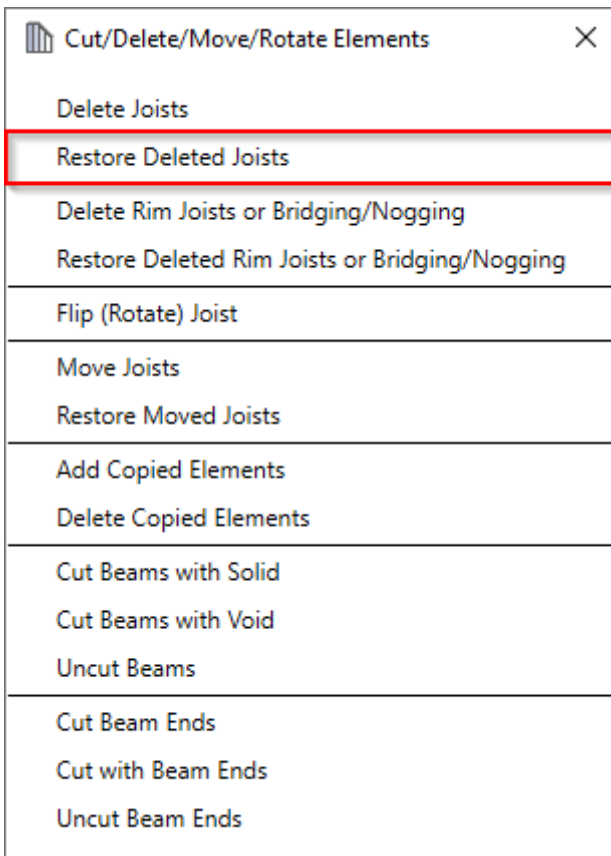 Cut/Delete/Move/Rotate Elements
Delete Joists
Restore Deleted Joists
Delete Rim Joists or Bridging/Nogging
Restore Deleted Rim Joists or Bridging/Nogging
Flip (Rotate) Joist
Move Joists
Restore Moved Joists
Add Copied Elements
Delete Copied Elements
Cut Beams with Solid
Cut Beams with Void
Uncut Beams
Cut Beam Ends
Cut with Beam Ends
Uncut Beam Ends